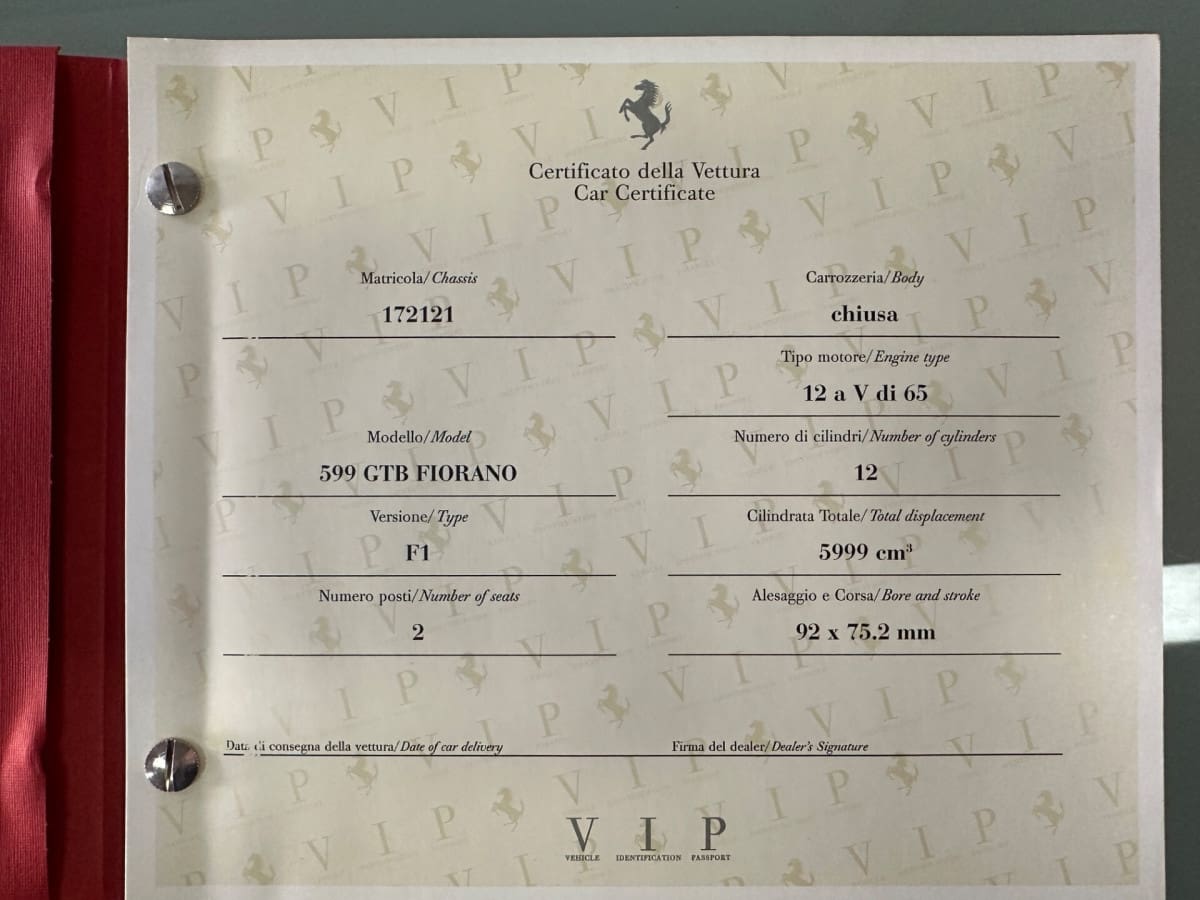 Certificato della Vettura
Car Certificate
Matricola/Chassis
172121
Modello/Model
599 GTB FIORANO
Versione/Type
F1
Numero posti/Number of seats
2
Carrozzeria/Body
chiusa
Tipo motore/Engine type
12 a V di 65
Numero di cilindri/Number of cylinders
12
Cilindrata Totale/Total displacement
5999 cm³
Alesaggio e Corsa/Bore and stroke
92 x 75.2 mm
Data di consegna della vettura/Date of car delivery
Firma del dealer/Dealer's Signature
V I P
VEHICLE IDENTIFICATION PASSPORT